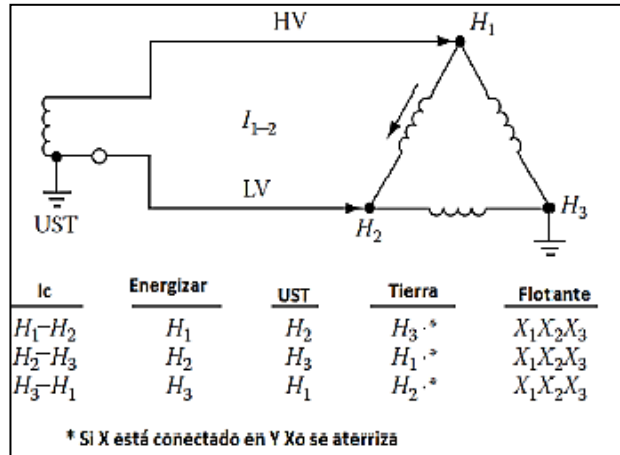 HV
H₁
I₁₋₂
LV
UST
H₂
H₃
Ic Energizar UST Tierra Flotante
H₁–H₂ H₁ H₂ H₃.* X₁X₂X₃
H₂–H₃ H₂ H₃ H₁.* X₁X₂X₃
H₃–H₁ H₃ H₁ H₂.* X₁X₂X₃
* Si X está conectado en Y Xo se aterriza